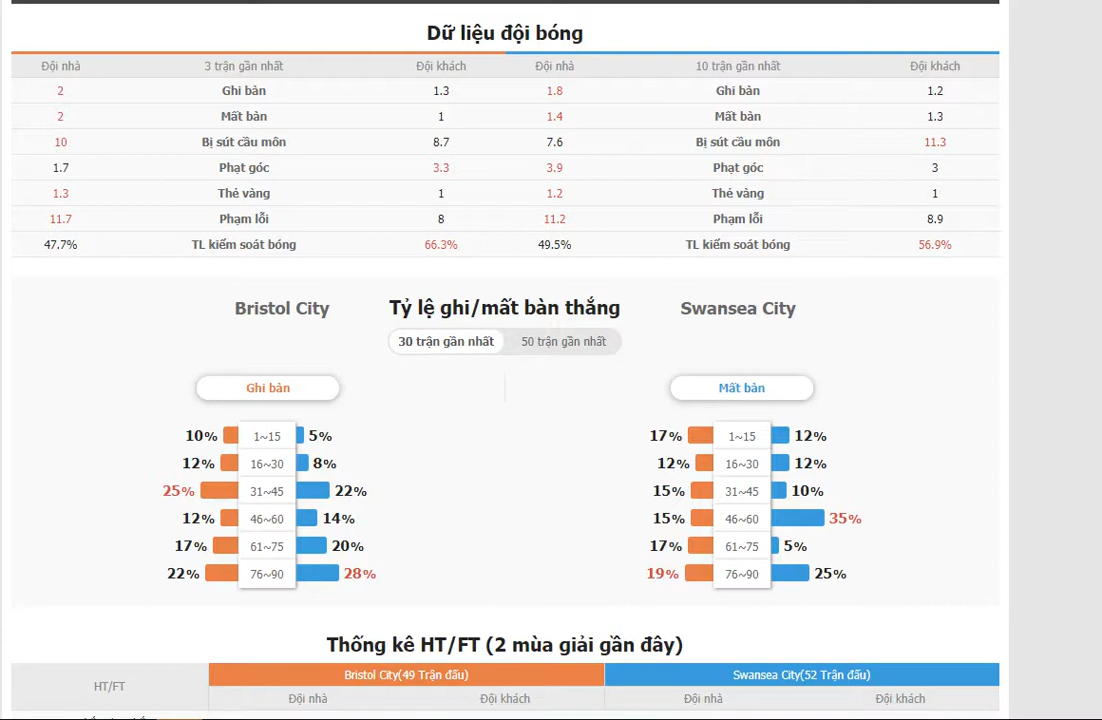 Dữ liệu đội bóng
Đội nhà 3 trận gần nhất Đội khách Đội nhà 10 trận gần nhất Đội khách
2 Ghi bàn 1.3 1.8 Ghi bàn 1.2
2 Mất bàn 1 1.4 Mất bàn 1.3
10 Bị sút cầu môn 8.7 7.6 Bị sút cầu môn 11.3
1.7 Phạt góc 3.3 3.9 Phạt góc 3
1.3 Thẻ vàng 1 1.2 Thẻ vàng 1
11.7 Phạm lỗi 8 11.2 Phạm lỗi 8.9
47.7% TL kiếm soát bóng 66.3% 49.5% TL kiếm soát bóng 56.9%
Bristol City Tỷ lệ ghi/mất bàn thắng Swansea City
30 trận gần nhất 50 trận gần nhất
Ghi bàn Mất bàn
10% 1~15 5% 17% 1~15 12%
12% 16~30 8% 12% 16~30 12%
25% 31~45 22% 15% 31~45 10%
12% 46~60 14% 15% 46~60 35%
17% 61~75 20% 17% 61~75 5%
22% 76~90 28% 19% 76~90 25%
Thống kê HT/FT (2 mùa giải gần đây)
HT/FT Bristol City(49 Trận đấu) Swansea City(52 Trận đấu)
Đội nhà Đội khách Đội nhà Đội khách